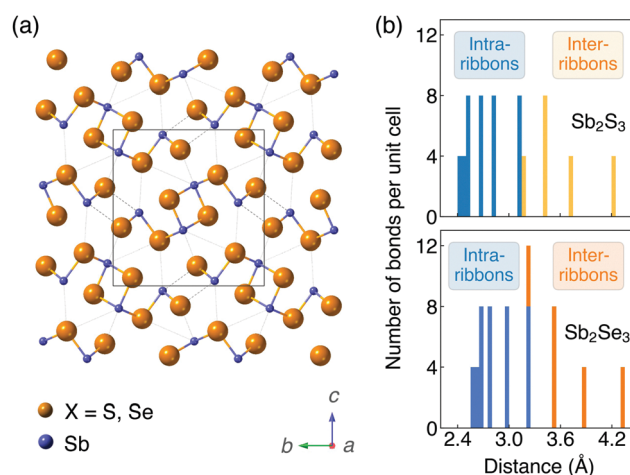 (a)
X = S, Se
Sb
c
b
a
(b)
Number of bonds per unit cell
12
8
4
0
Intra-
ribbons
Inter-
ribbons
Sb₂S₃
12
8
4
0
Intra-
ribbons
Inter-
ribbons
Sb₂Se₃
2.4 3.0 3.6 4.2
Distance (Å)